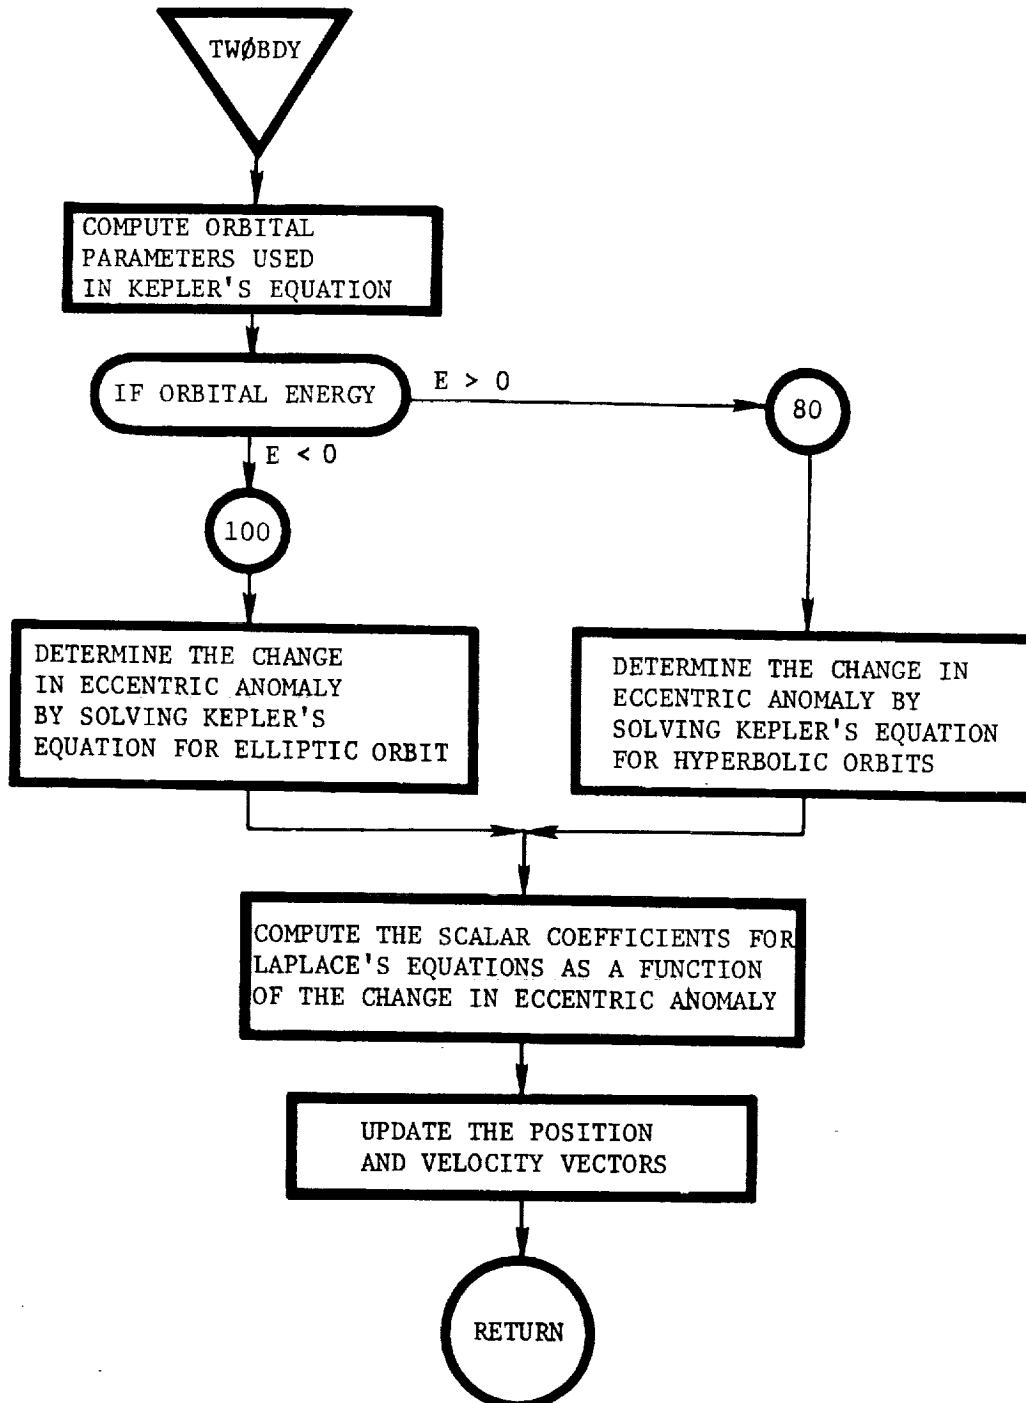 TWØBDY
COMPUTE ORBITAL
PARAMETERS USED
IN KEPLER'S EQUATION
IF ORBITAL ENERGY
E > 0
80
E < 0
100
DETERMINE THE CHANGE
IN ECCENTRIC ANOMALY
BY SOLVING KEPLER'S
EQUATION FOR ELLIPTIC ORBIT
DETERMINE THE CHANGE IN
ECCENTRIC ANOMALY BY
SOLVING KEPLER'S EQUATION
FOR HYPERBOLIC ORBITS
COMPUTE THE SCALAR COEFFICIENTS FOR
LAPLACE'S EQUATIONS AS A FUNCTION
OF THE CHANGE IN ECCENTRIC ANOMALY
UPDATE THE POSITION
AND VELOCITY VECTORS
RETURN